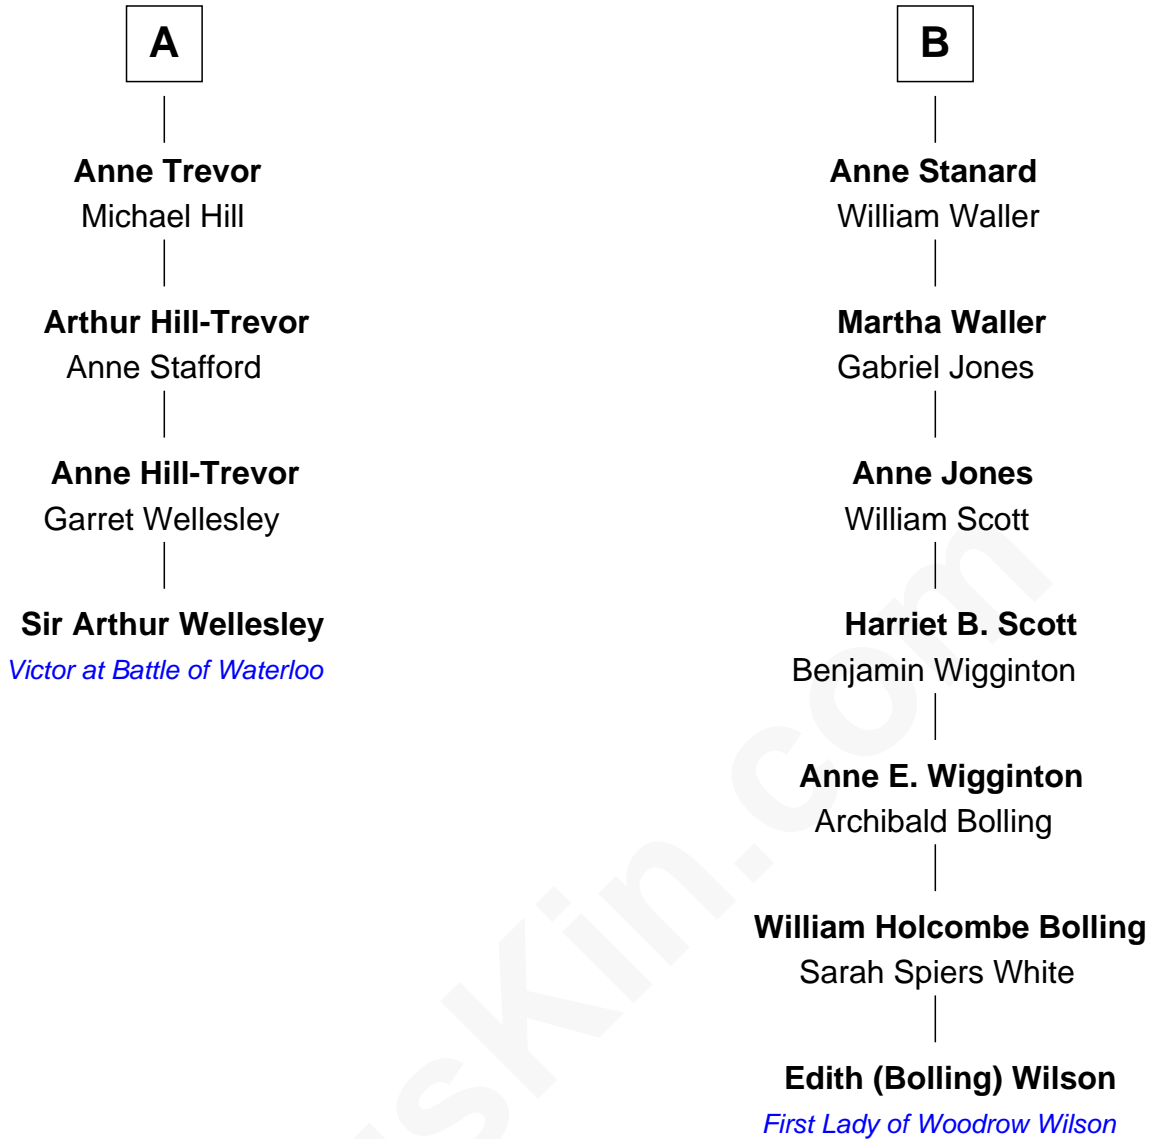 A
Anne Trevor
Michael Hill
Arthur Hill-Trevor
Anne Stafford
Anne Hill-Trevor
Garret Wellesley
Sir Arthur Wellesley
Victor at Battle of Waterloo
B
Anne Stanard
William Waller
Martha Waller
Gabriel Jones
Anne Jones
William Scott
Harriet B. Scott
Benjamin Wigginton
Anne E. Wigginton
Archibald Bolling
William Holcombe Bolling
Sarah Spiers White
Edith (Bolling) Wilson
First Lady of Woodrow Wilson
sKin.com